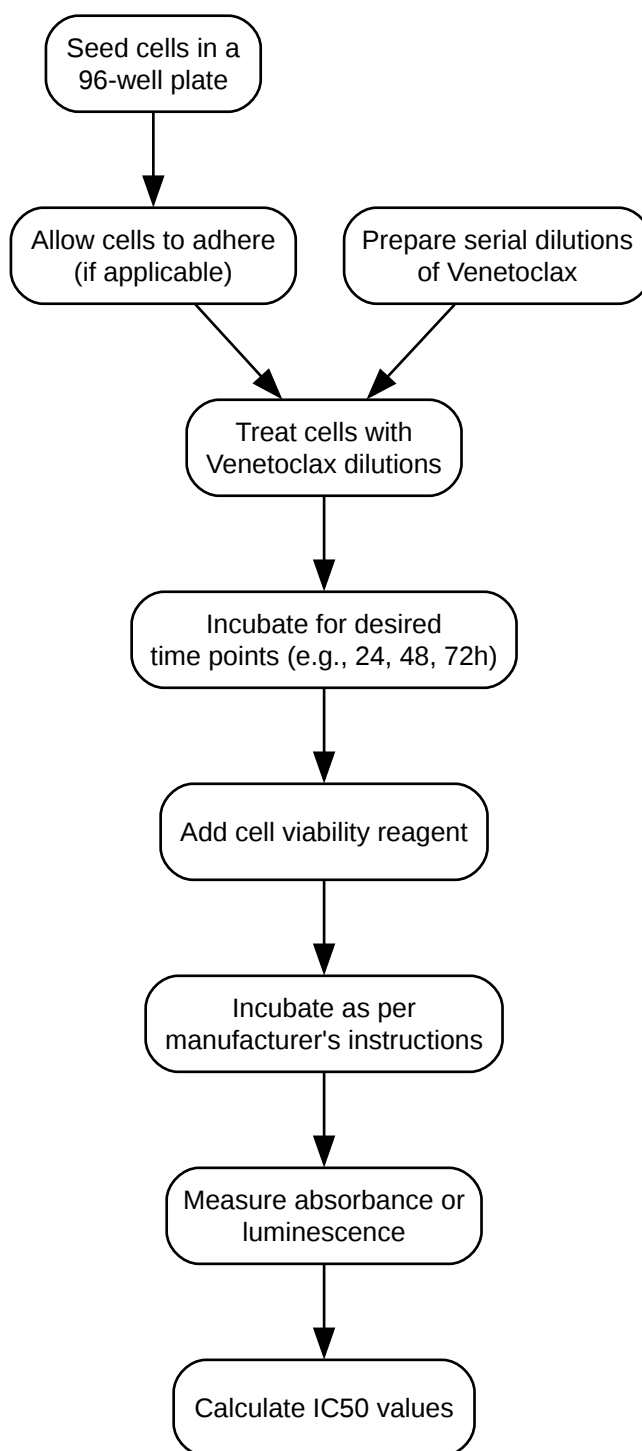 Seed cells in a
96-well plate
Allow cells to adhere
(if applicable)
Prepare serial dilutions
of Venetoclax
Treat cells with
Venetoclax dilutions
Incubate for desired
time points (e.g., 24, 48, 72h)
Add cell viability reagent
Incubate as per
manufacturer's instructions
Measure absorbance or
luminescence
Calculate IC50 values